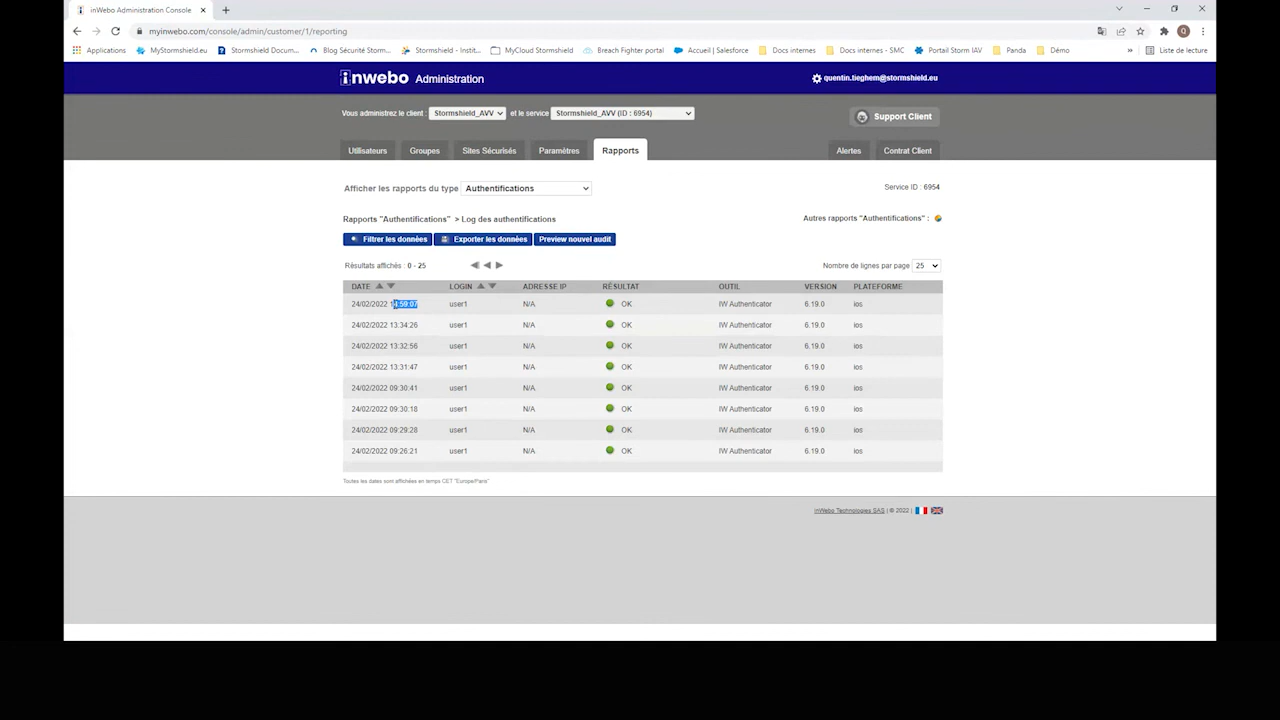 inWebo Administration Console
myinwebo.com/console/admin/customer/1/reporting
Applications MyStormshield.eu Stormshield Docum... Blog Sécurité Storm... Stormshield - Instit... MyCloud Stormshield Breach Fighter portal Accueil | Salesforce Docs internes Docs internes - SMC Portail Storm IAV Panda Démo » Liste de lecture
inwebo Administration quentin.tieghem@stormshield.eu
Vous administrez le client : Stormshield_AVV et le service Stormshield_AVV (ID : 6954) Support Client
Utilisateurs Groupes Sites Sécurisés Paramètres Rapports Alertes Contrat Client
Afficher les rapports du type Authentifications Service ID : 6954
Rapports "Authentifications" > Log des authentifications Autres rapports "Authentifications" :
Filtrer les données Exporter les données Preview nouvel audit
Résultats affichés : 0 - 25 Nombre de lignes par page 25
DATE LOGIN ADRESSE IP RÉSULTAT OUTIL VERSION PLATEFORME
24/02/2022 14:59:07 user1 N/A OK IW Authenticator 6.19.0 ios
24/02/2022 13:34:26 user1 N/A OK IW Authenticator 6.19.0 ios
24/02/2022 13:32:56 user1 N/A OK IW Authenticator 6.19.0 ios
24/02/2022 13:31:47 user1 N/A OK IW Authenticator 6.19.0 ios
24/02/2022 09:30:41 user1 N/A OK IW Authenticator 6.19.0 ios
24/02/2022 09:30:18 user1 N/A OK IW Authenticator 6.19.0 ios
24/02/2022 09:29:28 user1 N/A OK IW Authenticator 6.19.0 ios
24/02/2022 09:26:21 user1 N/A OK IW Authenticator 6.19.0 ios
Toutes les dates sont affichées en temps CET "Europe/Paris"
inWebo Technologies SAS | © 2022 |